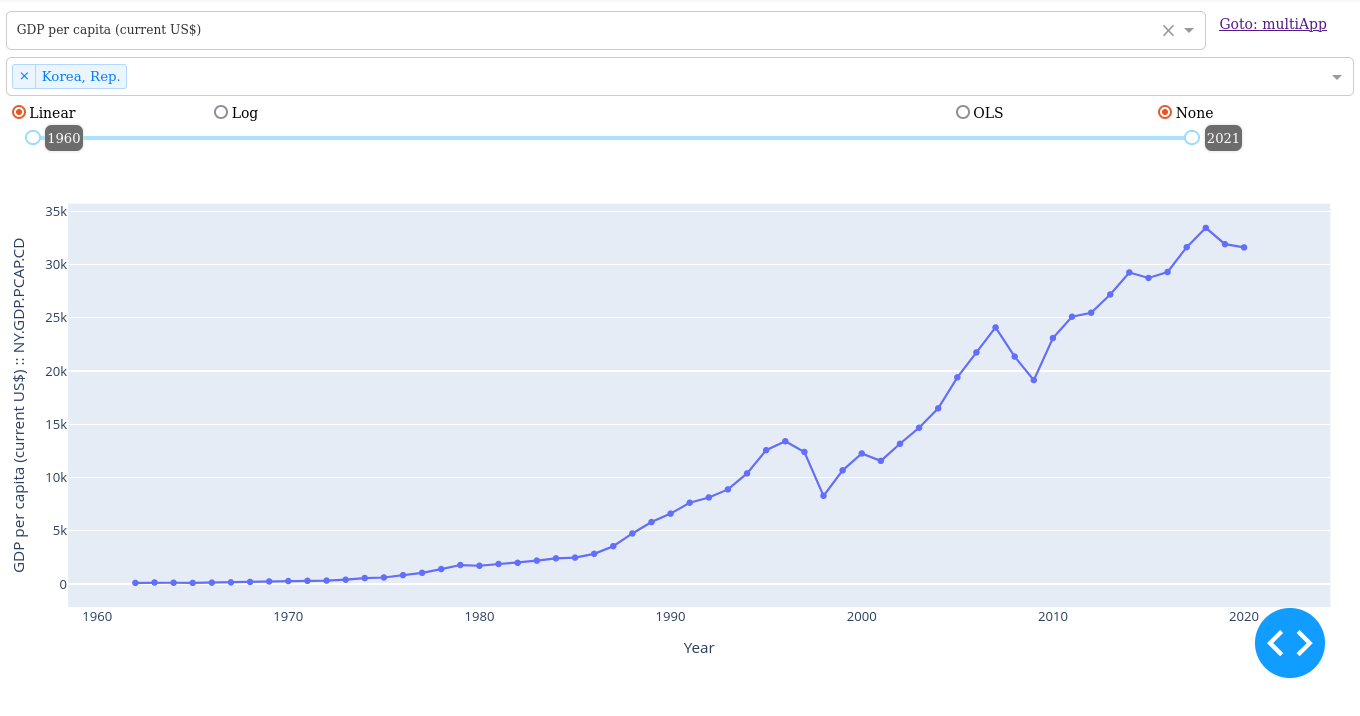 GDP per capita (current US$) × Goto: multiApp
× Korea, Rep.
Linear Log OLS None
1960 2021
35k
30k
25k
20k
15k
10k
5k
0
GDP per capita (current US$) :: NY.GDP.PCAP.CD
1960 1970 1980 1990 2000 2010 2020
Year